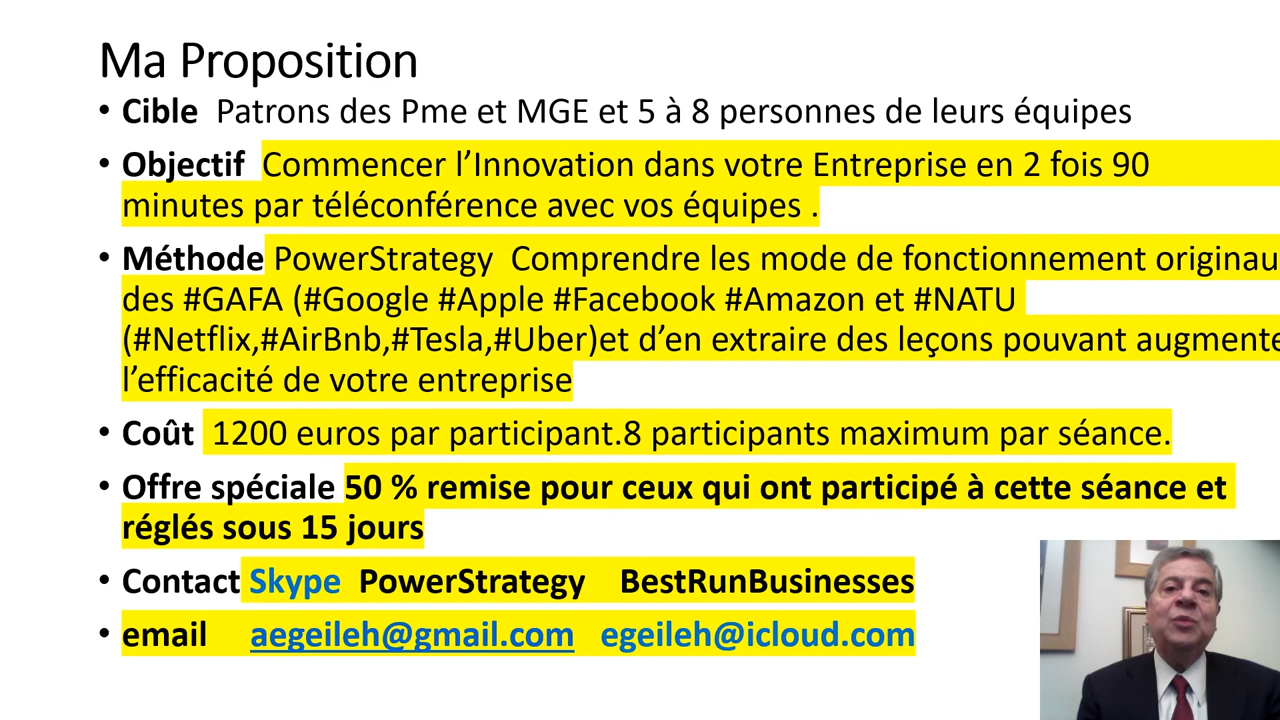 Ma Proposition
• Cible Patrons des Pme et MGE et 5 à 8 personnes de leurs équipes
• Objectif Commencer l’Innovation dans votre Entreprise en 2 fois 90
minutes par téléconférence avec vos équipes .
• Méthode PowerStrategy Comprendre les mode de fonctionnement originau
des #GAFA (#Google #Apple #Facebook #Amazon et #NATU
(#Netflix,#AirBnb,#Tesla,#Uber)et d’en extraire des leçons pouvant augmente
l’efficacité de votre entreprise
• Coût 1200 euros par participant.8 participants maximum par séance.
• Offre spéciale 50 % remise pour ceux qui ont participé à cette séance et
réglés sous 15 jours
• Contact Skype PowerStrategy BestRunBusinesses
• email aegeileh@gmail.com egeileh@icloud.com